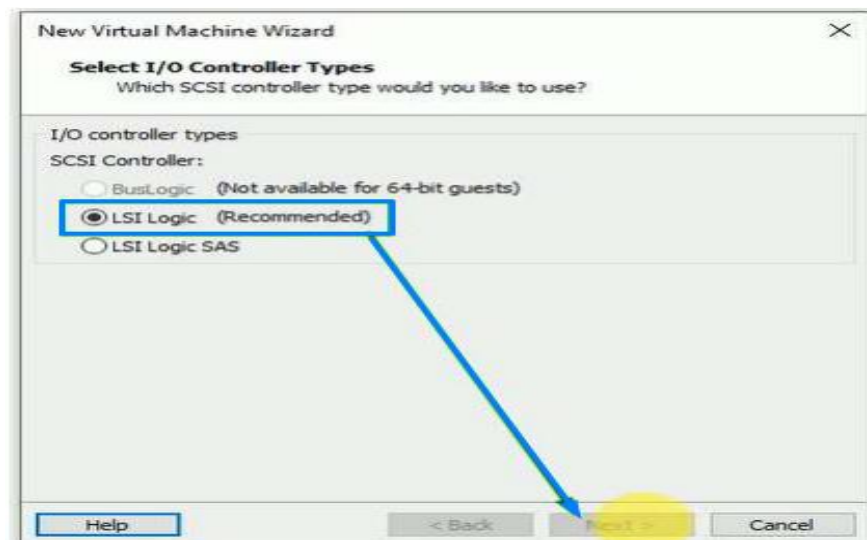 New Virtual Machine Wizard
Select I/O Controller Types
Which SCSI controller type would you like to use?
I/O controller types
SCSI Controller:
BusLogic (Not available for 64-bit guests)
LSI Logic (Recommended)
LSI Logic SAS
Help < Back Next > Cancel